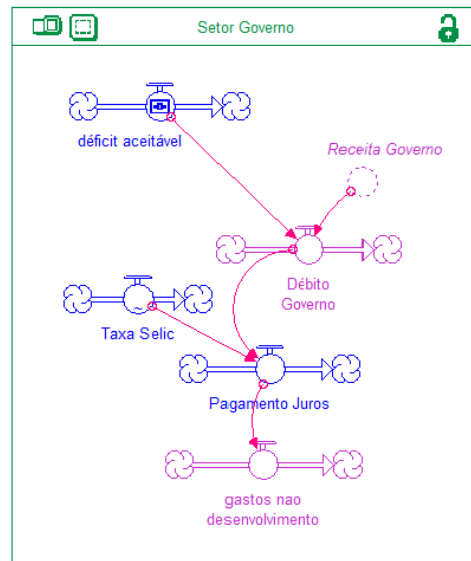 Setor Governo
déficit aceitável
Receita Governo
Débito
Governo
Taxa Selic
Pagamento Juros
gastos nao
desenvolvimento